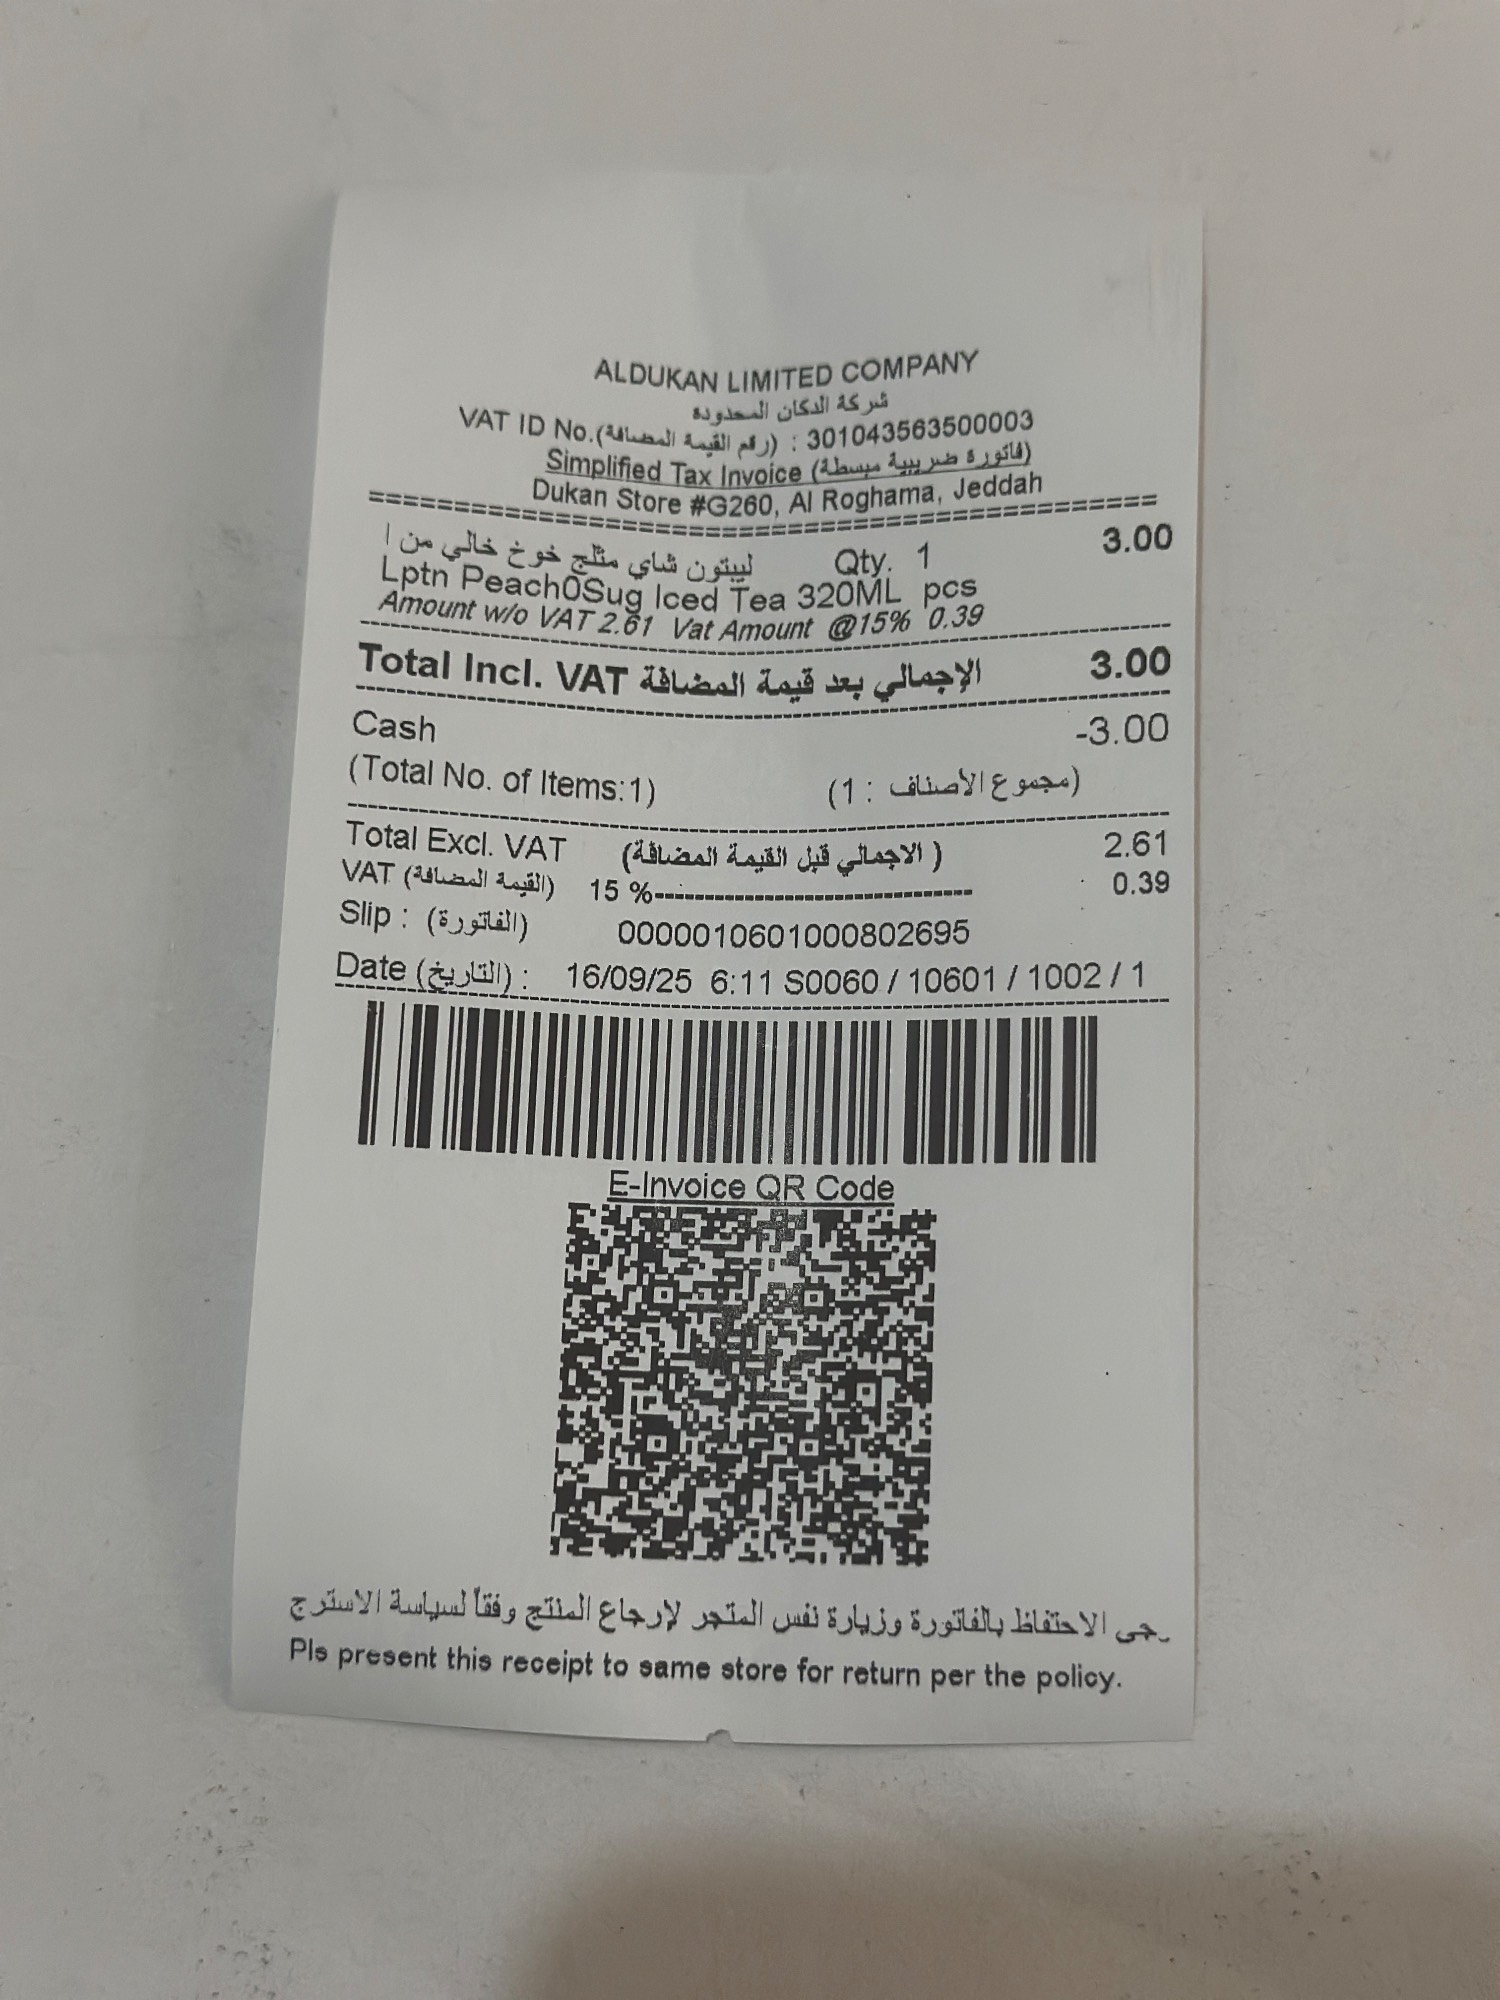 ALDUKAN LIMITED COMPANY
شركة الدكان المحدودة
VAT ID No.(رقم القيمة المضافة) : 301043563500003
Simplified Tax Invoice (فاتورة ضريبية مبسطة)
Dukan Store #G260, Al Roghama, Jeddah
ليبتون شاي مثلج خوخ خالي من ا Qty. 1 3.00
Lptn Peach0Sug Iced Tea 320ML pcs
Amount w/o VAT 2.61 Vat Amount @15% 0.39
Total Incl. VAT الإجمالي بعد قيمة المضافة 3.00
Cash -3.00
(Total No. of Items:1) (مجموع الأصناف : 1)
Total Excl. VAT (الاجمالي قبل القيمة المضافة ) 2.61
VAT (القيمة المضافة) 15 %------------------------------- 0.39
Slip : (الفاتورة) 0000010601000802695
Date (التاريخ) : 16/09/25 6:11 S0060 / 10601 / 1002 / 1
E-Invoice QR Code
رجى الاحتفاظ بالفاتورة وزيارة نفس المتجر لإرجاع المنتج وفقاً لسياسة الاسترج
Pls present this receipt to same store for return per the policy.